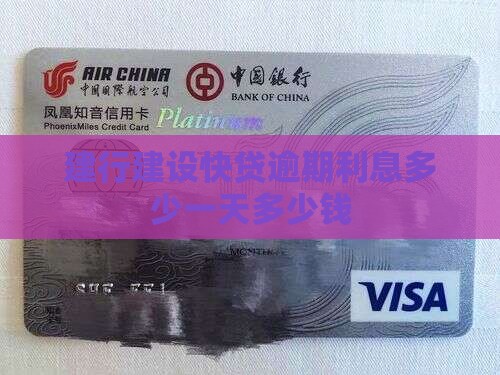 AIR CHINA
中国国际航空公司
中国银行
BANK OF CHINA
凤凰知音信用卡
PhoenixMiles Credit Card
Platinum
建行建设快贷逾期利息多
少一天多少钱
MONTH
VISA